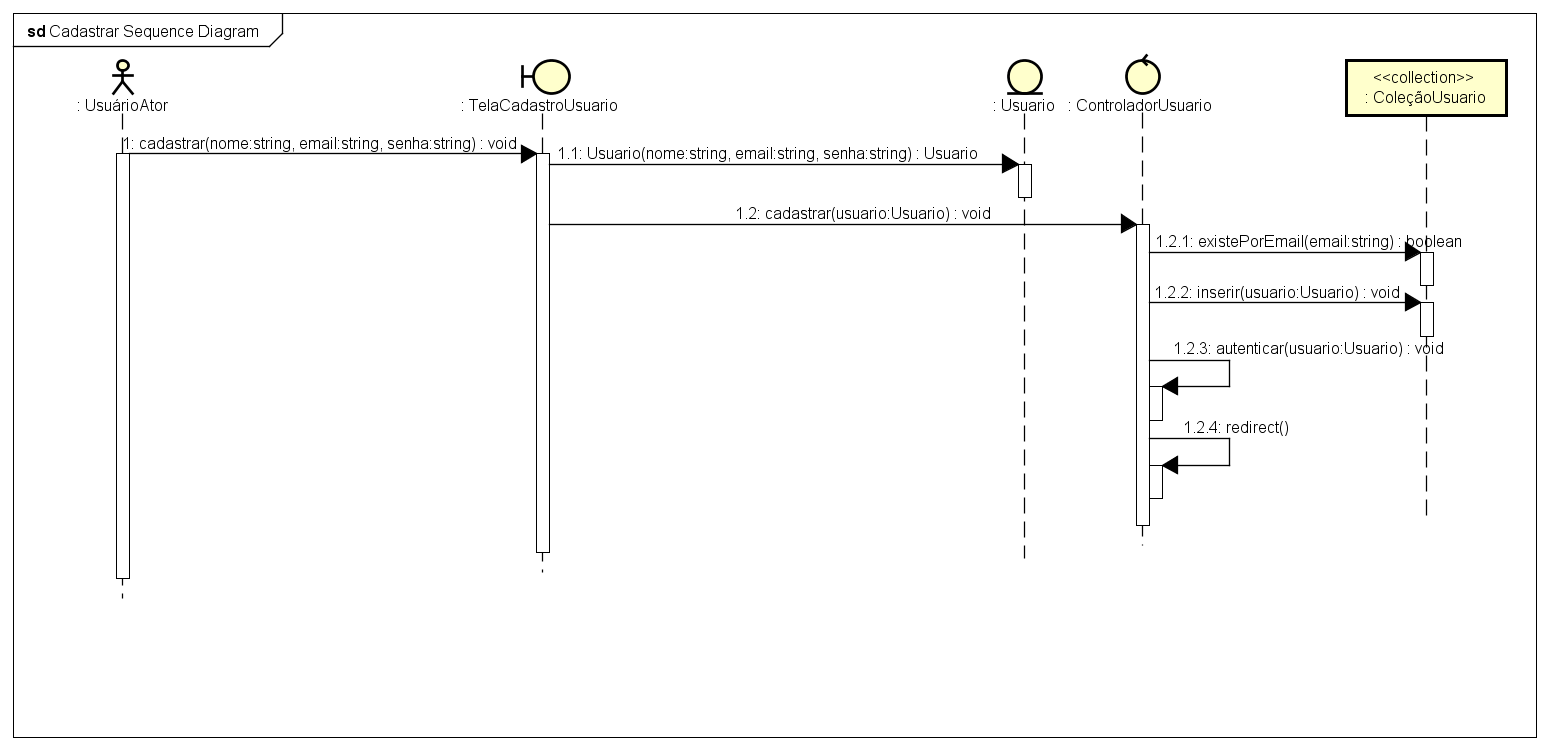 sd Cadastrar Sequence Diagram
: UsuárioAtor
: TelaCadastroUsuario
: Usuario
: ControladorUsuario
<<collection>>
: ColeçãoUsuario
1: cadastrar(nome:string, email:string, senha:string) : void
1.1: Usuario(nome:string, email:string, senha:string) : Usuario
1.2: cadastrar(usuario:Usuario) : void
1.2.1: existePorEmail(email:string) : boolean
1.2.2: inserir(usuario:Usuario) : void
1.2.3: autenticar(usuario:Usuario) : void
1.2.4: redirect()